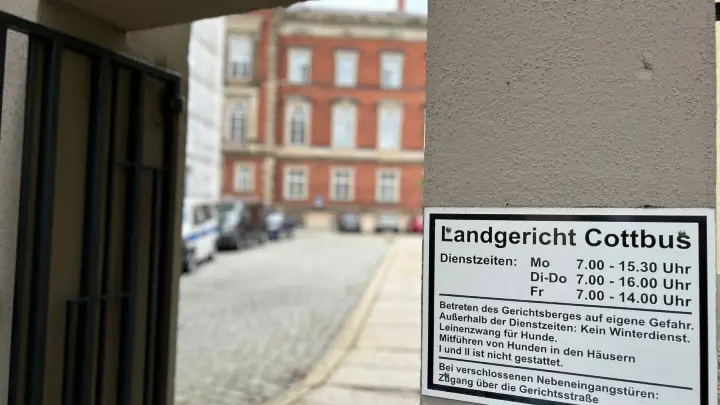 Landgericht Cottbus
Dienstzeiten: Mo 7.00 - 15.30 Uhr
Di-Do 7.00 - 16.00 Uhr
Fr 7.00 - 14.00 Uhr
Betreten des Gerichtsberges auf eigene Gefahr.
Außerhalb der Dienstzeiten: Kein Winterdienst.
Leinenzwang für Hunde.
Mitführen von Hunden in den Häusern
I und II ist nicht gestattet.
Bei verschlossenen Nebeneingangstüren:
Zugang über die Gerichtsstraße